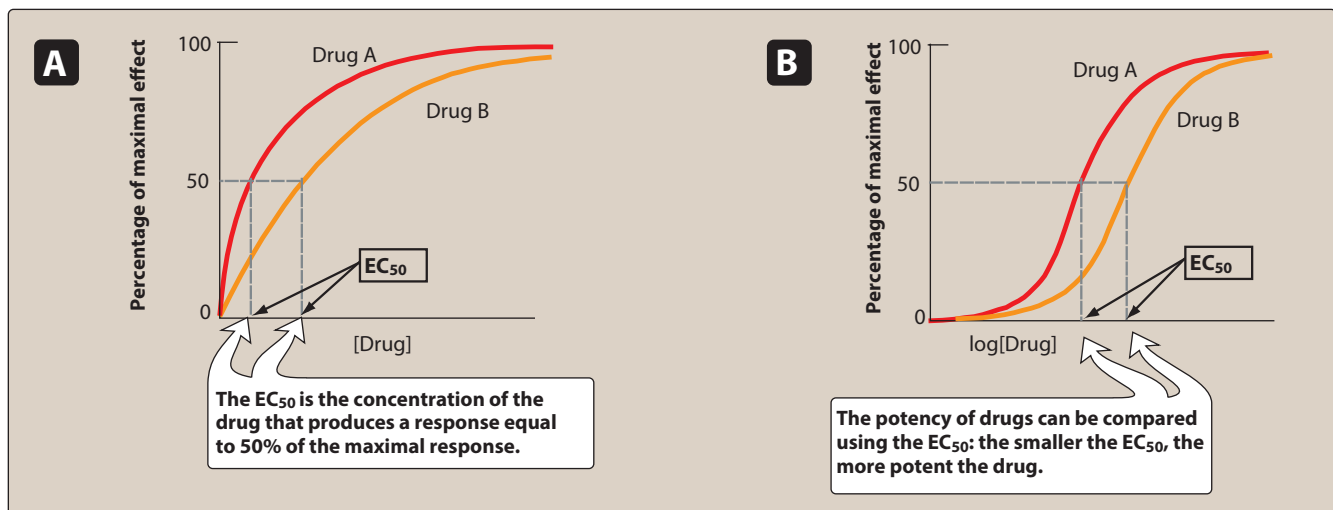 A
Percentage of maximal effect
100
50
0
Drug A
Drug B
EC50
[Drug]
The EC50 is the concentration of the
drug that produces a response equal
to 50% of the maximal response.
B
Percentage of maximal effect
100
50
0
Drug A
Drug B
EC50
log[Drug]
The potency of drugs can be compared
using the EC50: the smaller the EC50, the
more potent the drug.